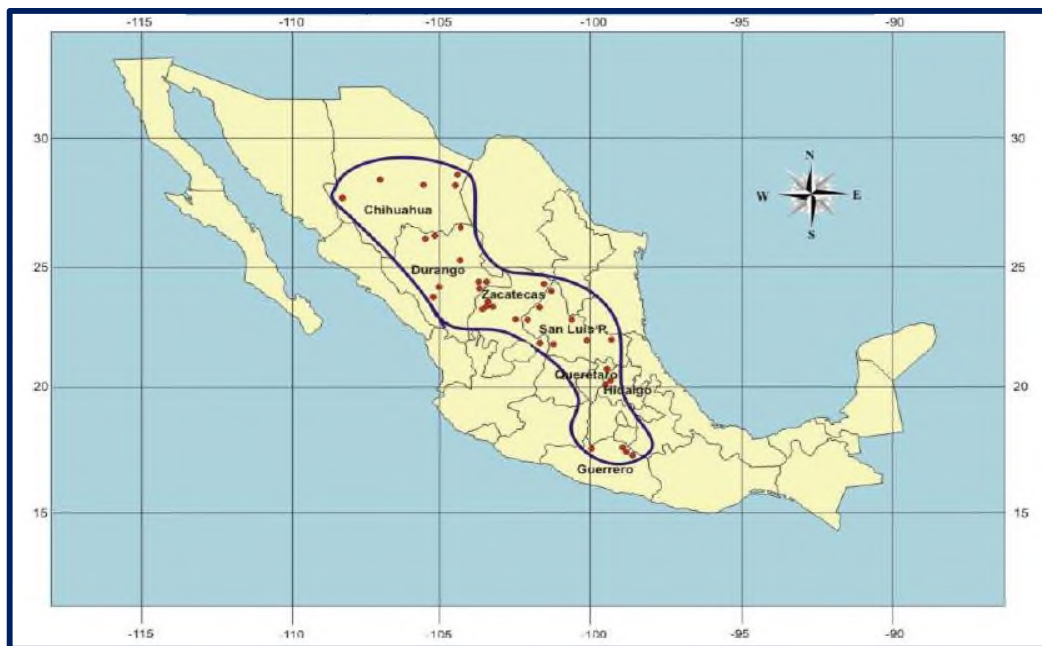 -115 -110 -105 -100 -95 -90
30 30
N
W E
S
Chihuahua
25 25
Durango
Zacatecas
San Luis P.
Querétaro
20 Hidalgo 20
Guerrero
15 15
-115 -110 -105 -100 -95 -90